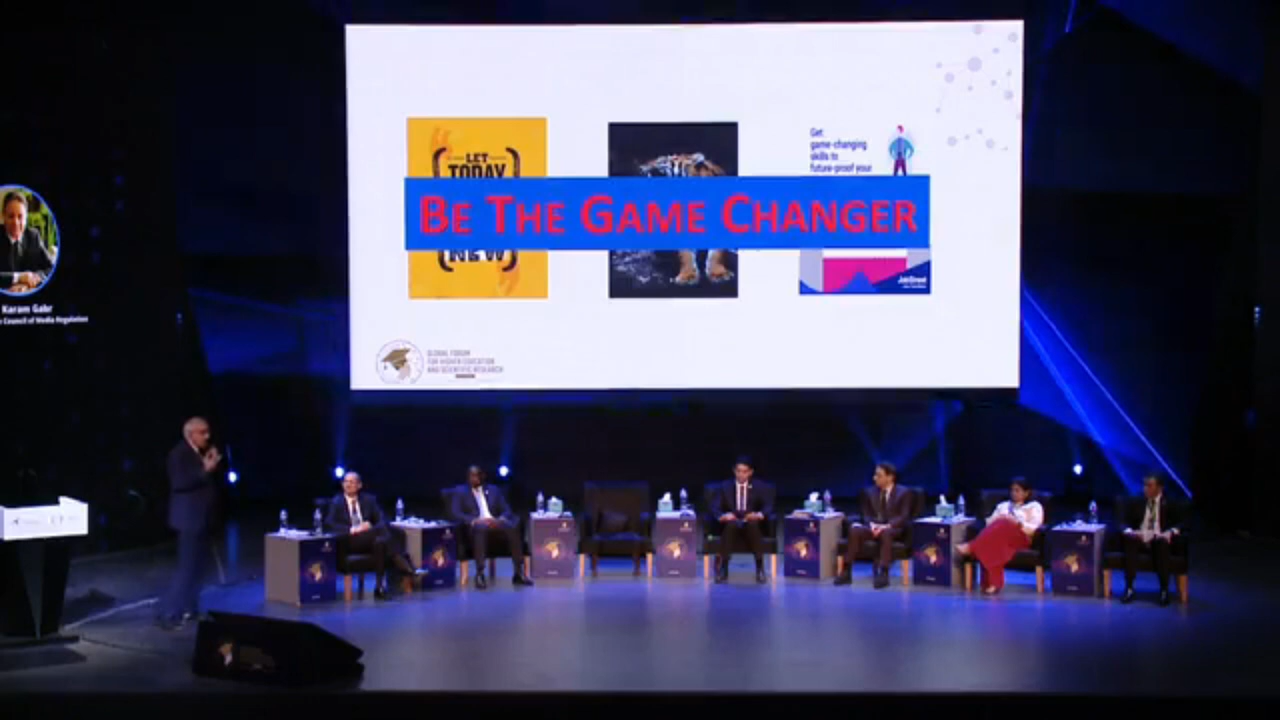 LET
TODAY
NEW
Get
game-changing
skills to
future-proof your
BE THE GAME CHANGER
JobStreet
GLOBAL FORUM
FOR HIGHER EDUCATION
AND SCIENTIFIC RESEARCH
Karam Gabr
Council of Media Regulation